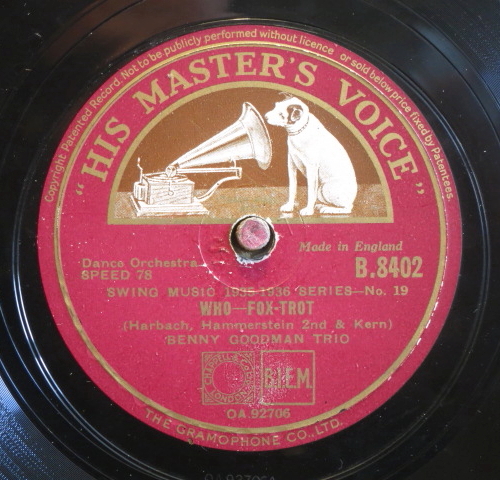 Copyright Patented Record. Not to be publicly performed without licence or sold below price fixed by Patentees.
"HIS MASTER'S VOICE"
Made in England
Dance Orchestra
SPEED 78
B.8402
SWING MUSIC 1935-1936 SERIES—No. 19
WHO—FOX-TROT
(Harbach, Hammerstein 2nd & Kern)
BENNY GOODMAN TRIO
B.I.E.M.
OA.92706
THE GRAMOPHONE CO., LTD.